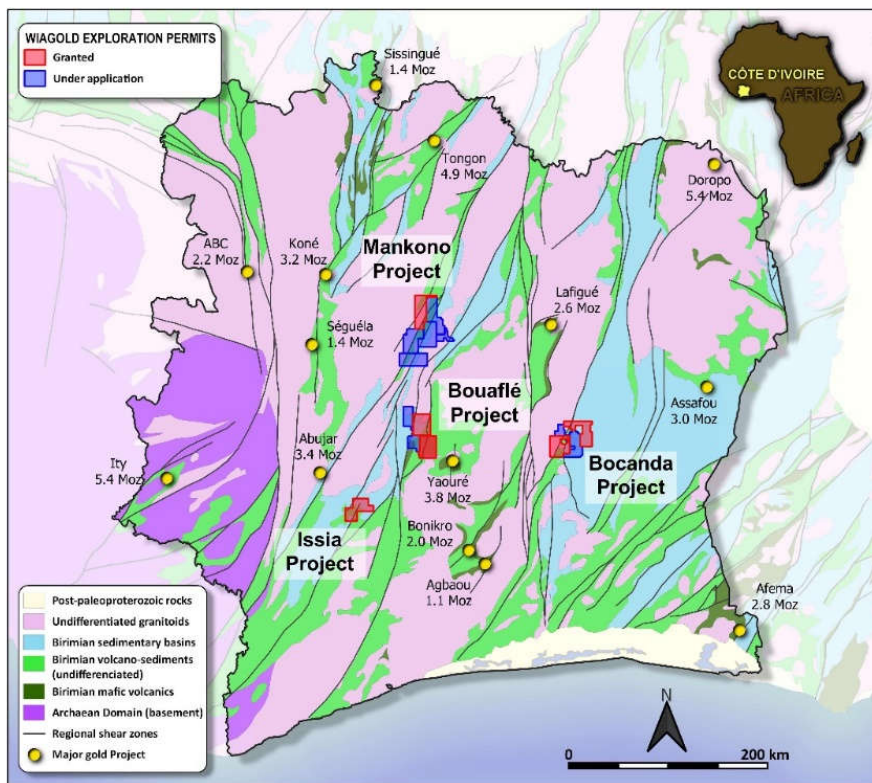 WIAGOLD EXPLORATION PERMITS
Granted
Under application
CÔTE D'IVOIRE
AFRICA
Sissingué
1.4 Moz
Tongon
4.9 Moz
Doropo
5.4 Moz
ABC
2.2 Moz
Koné
3.2 Moz
Mankono
Project
Lafigué
2.6 Moz
Séguéla
1.4 Moz
Bouaflé
Project
Assafou
3.0 Moz
Abujar
3.4 Moz
Ity
5.4 Moz
Yaouré
3.8 Moz
Bocanda
Project
Issia
Project
Bonikro
2.0 Moz
Agbaou
1.1 Moz
Afema
2.8 Moz
Post-paleoproterozoic rocks
Undifferentiated granitoids
Birimian sedimentary basins
Birimian volcano-sediments
(undifferenciated)
Birimian mafic volcanics
Archaean Domain (basement)
Regional shear zones
Major gold Project
N
0
200 km